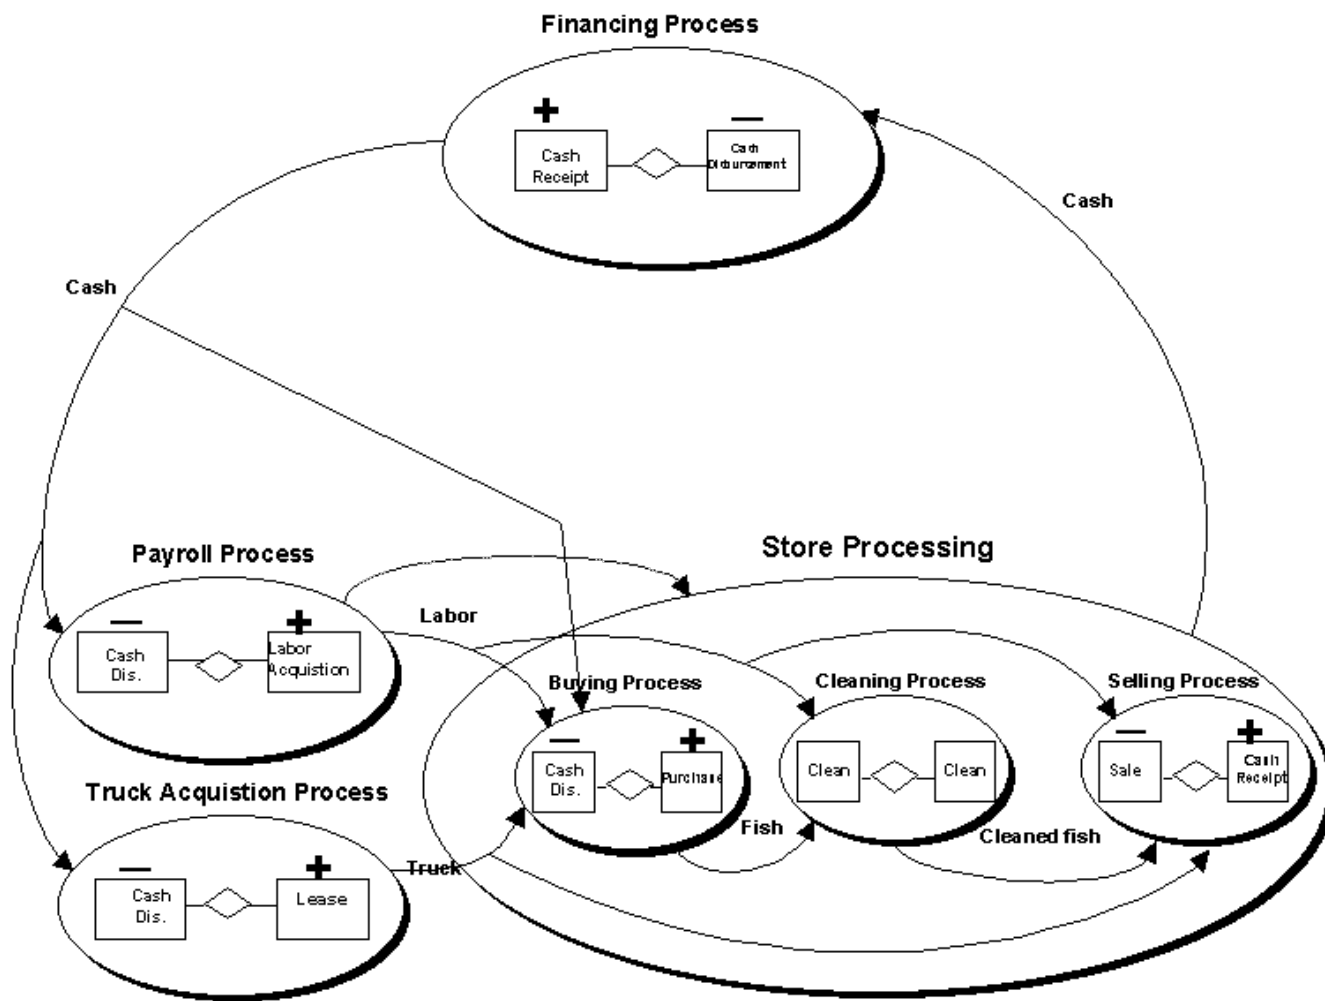 Financing Process
+
−
Cash
Receipt
Cash
Disbursement
Cash
Cash
Payroll Process
Store Processing
−
+
Labor
Cash
Dis.
Labor
Acquistion
Buying Process
Cleaning Process
Selling Process
−
+
−
+
Cash
Dis.
Purchase
Clean
Clean
Sale
Cash
Receipt
Truck Acquistion Process
Fish
Cleaned fish
−
+
Truck
Cash
Dis.
Lease